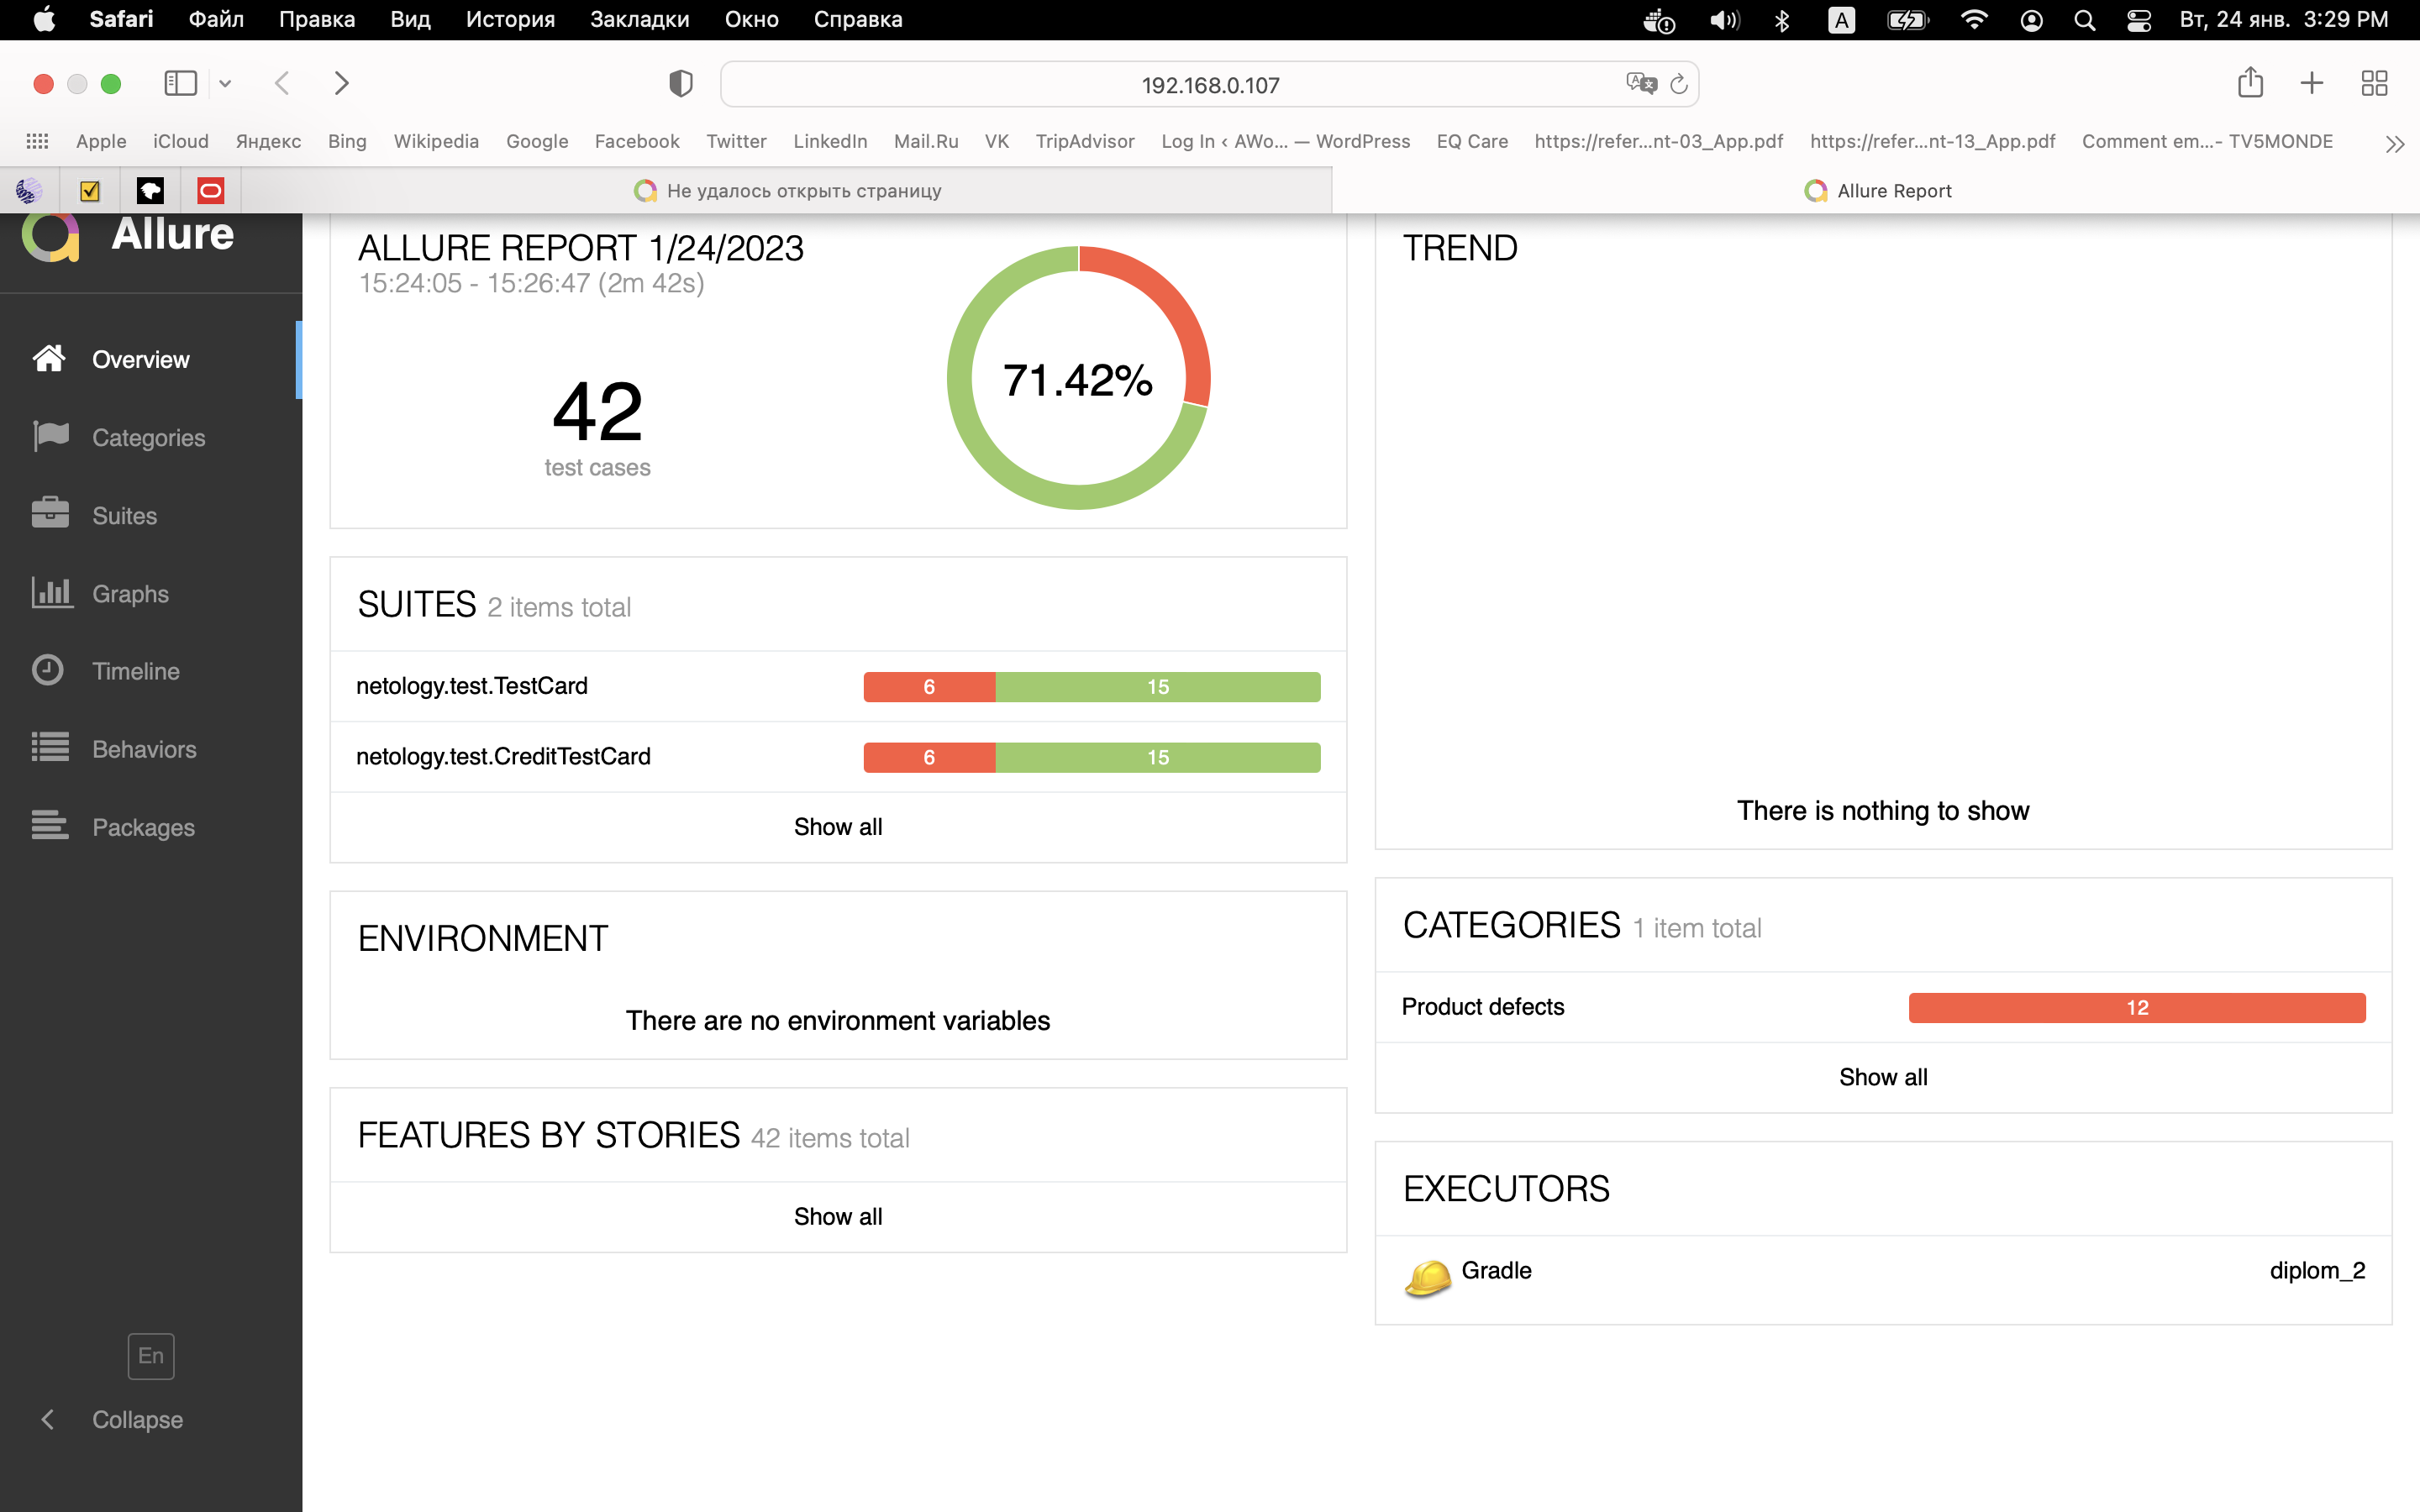 Safari Файл Правка Вид История Закладки Окно Справка
A
Вт, 24 янв. 3:29 PM
192.168.0.107
Apple iCloud Яндекс Bing Wikipedia Google Facebook Twitter LinkedIn Mail.Ru VK TripAdvisor Log In ‹ AWo... — WordPress EQ Care https://refer...nt-03_App.pdf https://refer...nt-13_App.pdf Comment em...- TV5MONDE
Не удалось открыть страницу
Allure Report
Allure
Overview
Categories
Suites
Graphs
Timeline
Behaviors
Packages
En
Collapse
ALLURE REPORT 1/24/2023
15:24:05 - 15:26:47 (2m 42s)
42
test cases
71.42%
SUITES 2 items total
netology.test.TestCard 6 15
netology.test.CreditTestCard 6 15
Show all
ENVIRONMENT
There are no environment variables
FEATURES BY STORIES 42 items total
Show all
TREND
There is nothing to show
CATEGORIES 1 item total
Product defects 12
Show all
EXECUTORS
Gradle diplom_2